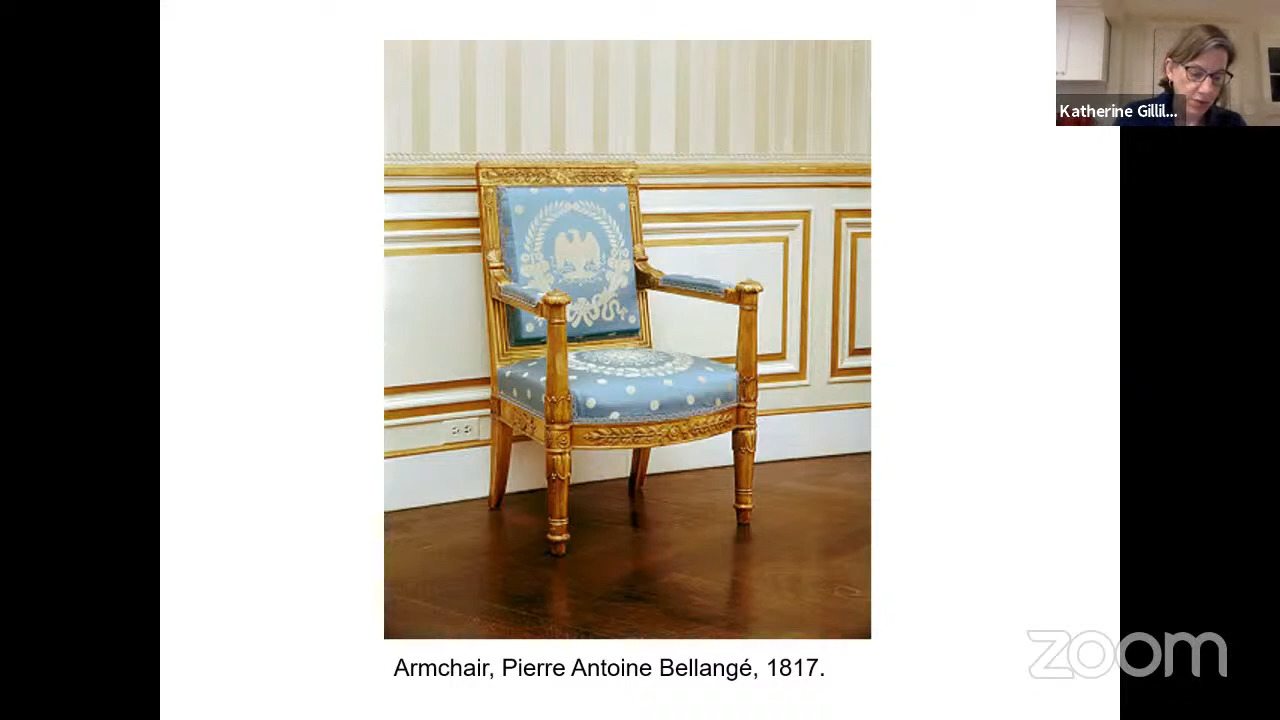 Katherine Gillil...
Armchair, Pierre Antoine Bellangé, 1817.
zoom